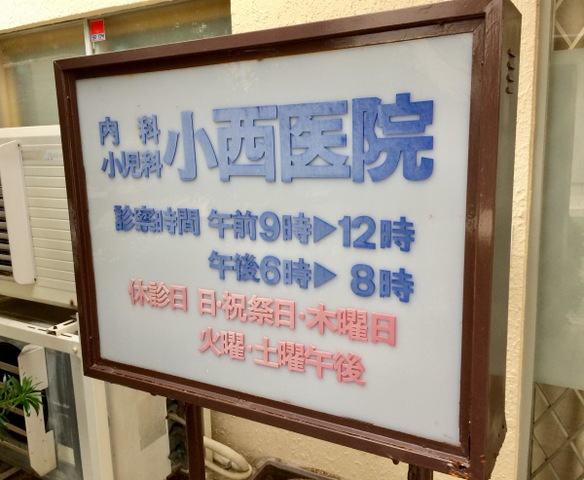 内科
小児科
小西医院
診察時間 午前9時▶12時
午後6時▶8時
休診日 日・祝祭日・木曜日
火曜・土曜午後